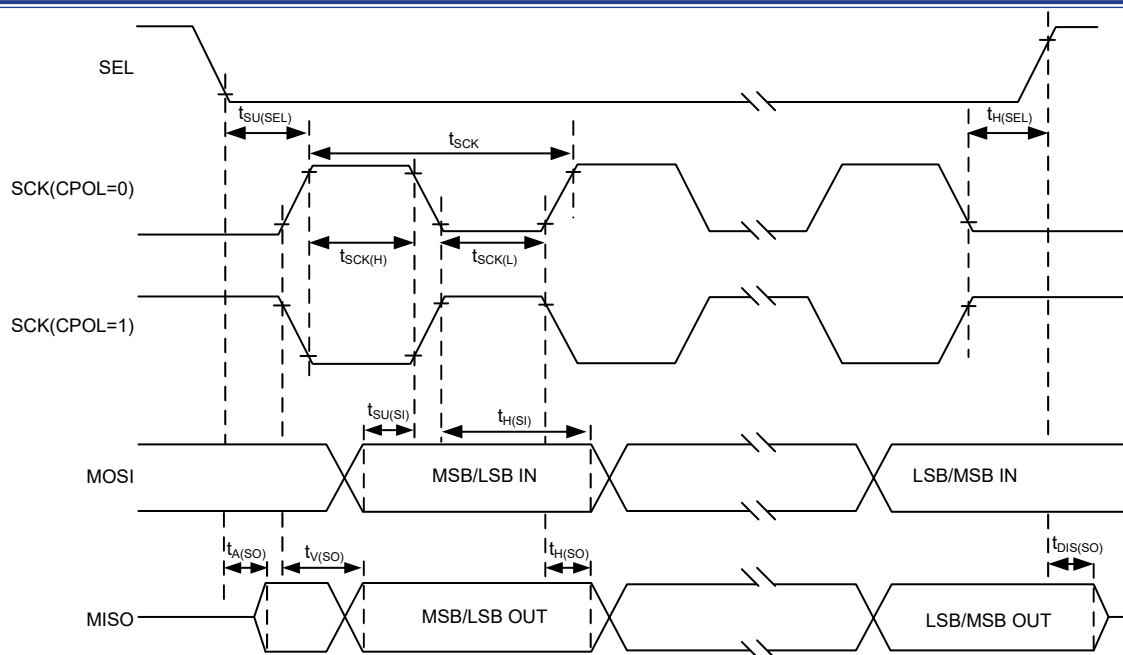 SEL
tSU(SEL)
tH(SEL)
tSCK
SCK(CPOL=0)
tSCK(H)
tSCK(L)
SCK(CPOL=1)
tSU(SI)
tH(SI)
MOSI
MSB/LSB IN
LSB/MSB IN
tA(SO)
tV(SO)
tH(SO)
tDIS(SO)
MISO
MSB/LSB OUT
LSB/MSB OUT